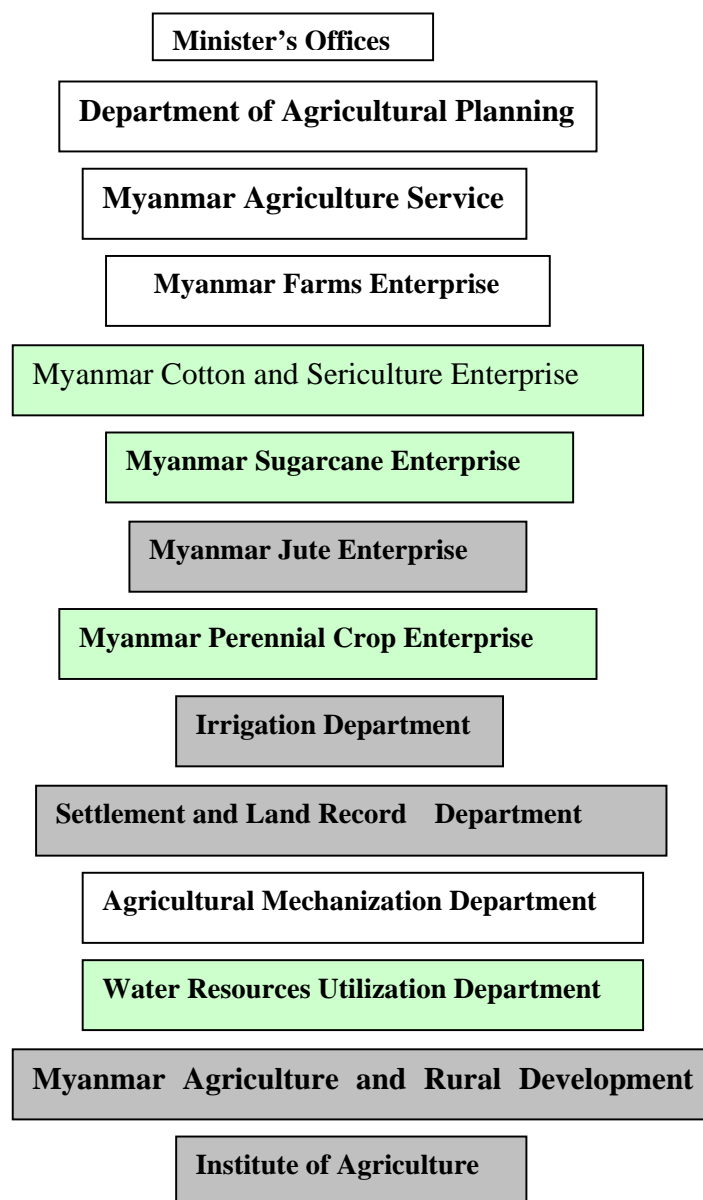 Minister’s Offices
Department of Agricultural Planning
Myanmar Agriculture Service
Myanmar Farms Enterprise
Myanmar Cotton and Sericulture Enterprise
Myanmar Sugarcane Enterprise
Myanmar Jute Enterprise
Myanmar Perennial Crop Enterprise
Irrigation Department
Settlement and Land Record Department
Agricultural Mechanization Department
Water Resources Utilization Department
Myanmar Agriculture and Rural Development
Institute of Agriculture